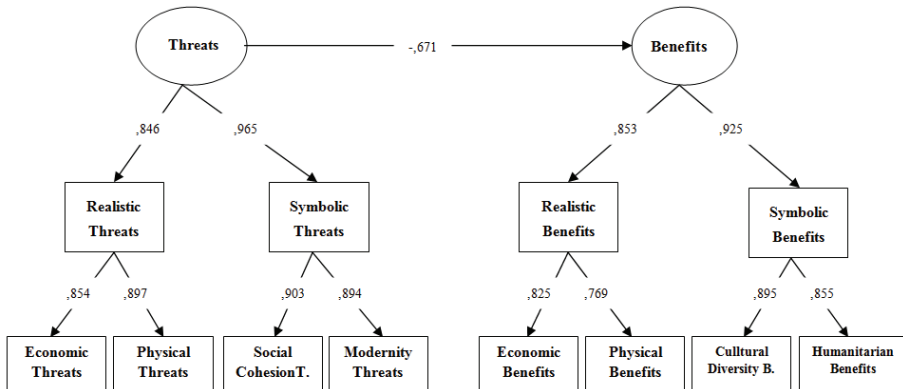 Threats
-,671
Benefits
,846
,965
,853
,925
Realistic
Threats
Symbolic
Threats
Realistic
Benefits
Symbolic
Benefits
,854
,897
,903
,894
,825
,769
,895
,855
Economic
Threats
Physical
Threats
Social
CohesionT.
Modernity
Threats
Economic
Benefits
Physical
Benefits
Culltural
Diversity B.
Humanitarian
Benefits